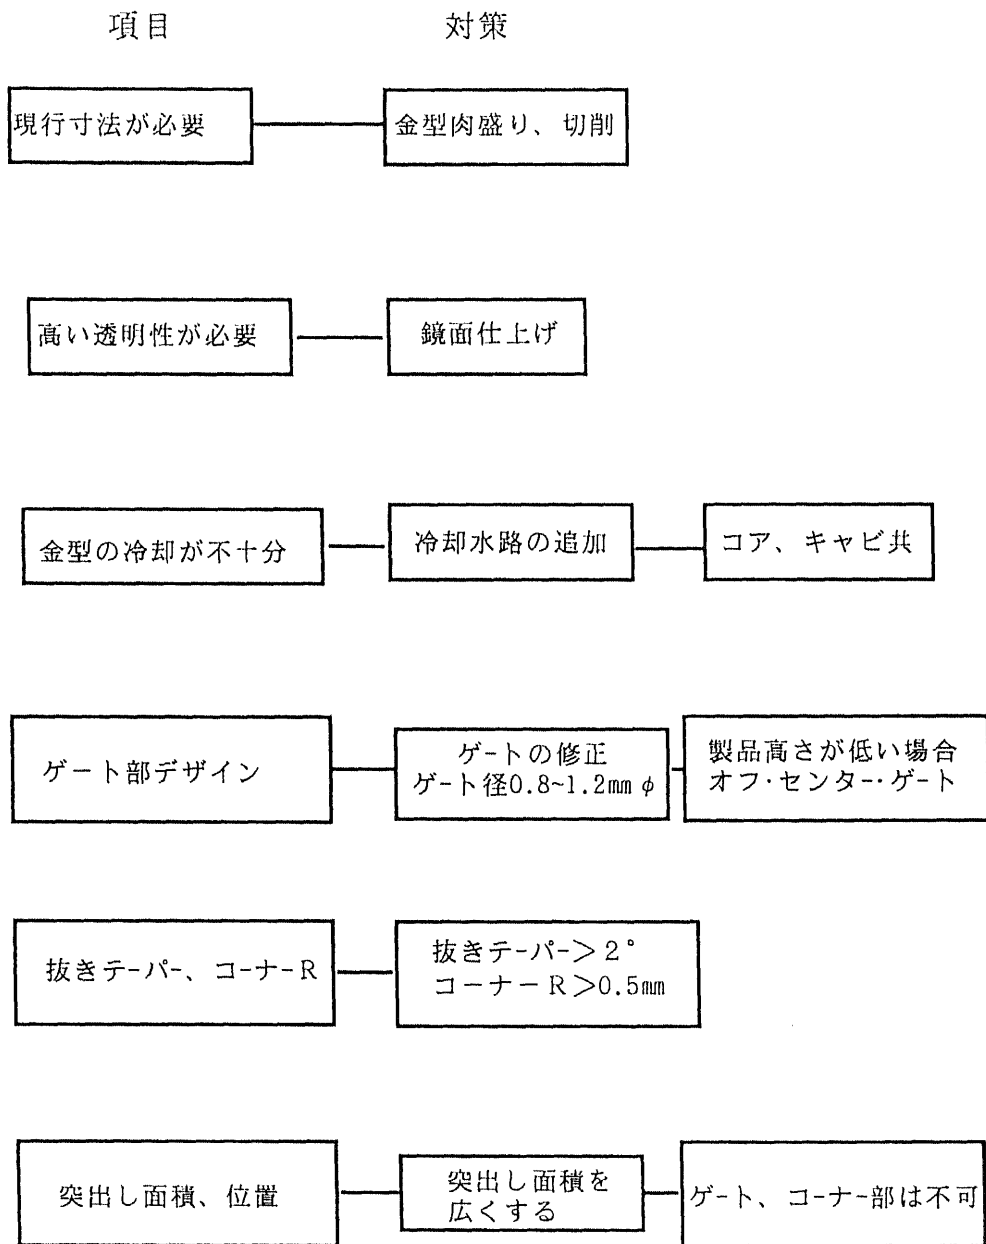 項目
対策
現行寸法が必要
金型肉盛り、切削
高い透明性が必要
鏡面仕上げ
金型の冷却が不十分
冷却水路の追加
コア、キャビ共
ゲート部デザイン
ゲートの修正
ゲート径0.8~1.2㎜φ
製品高さが低い場合
オフ・センター・ゲート
抜きテーパー、コーナーR
抜きテーパー＞2°
コーナーR＞0.5㎜
突出し面積、位置
突出し面積を
広くする
ゲート、コーナー部は不可